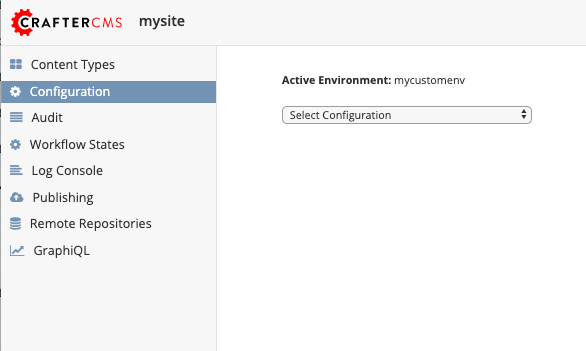 CRAFTERCMS mysite
Content Types
Configuration
Audit
Workflow States
Log Console
Publishing
Remote Repositories
GraphiQL
Active Environment: mycustomenv
Select Configuration